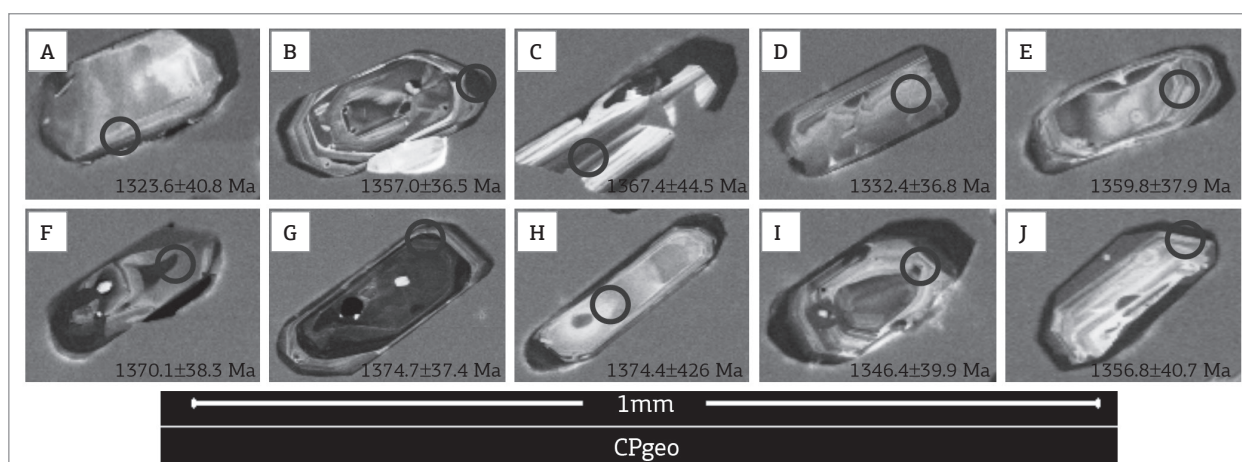 A
B
C
D
E
1323.6±40.8 Ma
1357.0±36.5 Ma
1367.4±44.5 Ma
1332.4±36.8 Ma
1359.8±37.9 Ma
F
G
H
I
J
1370.1±38.3 Ma
1374.7±37.4 Ma
1374.4±426 Ma
1346.4±39.9 Ma
1356.8±40.7 Ma
1mm
CPgeo